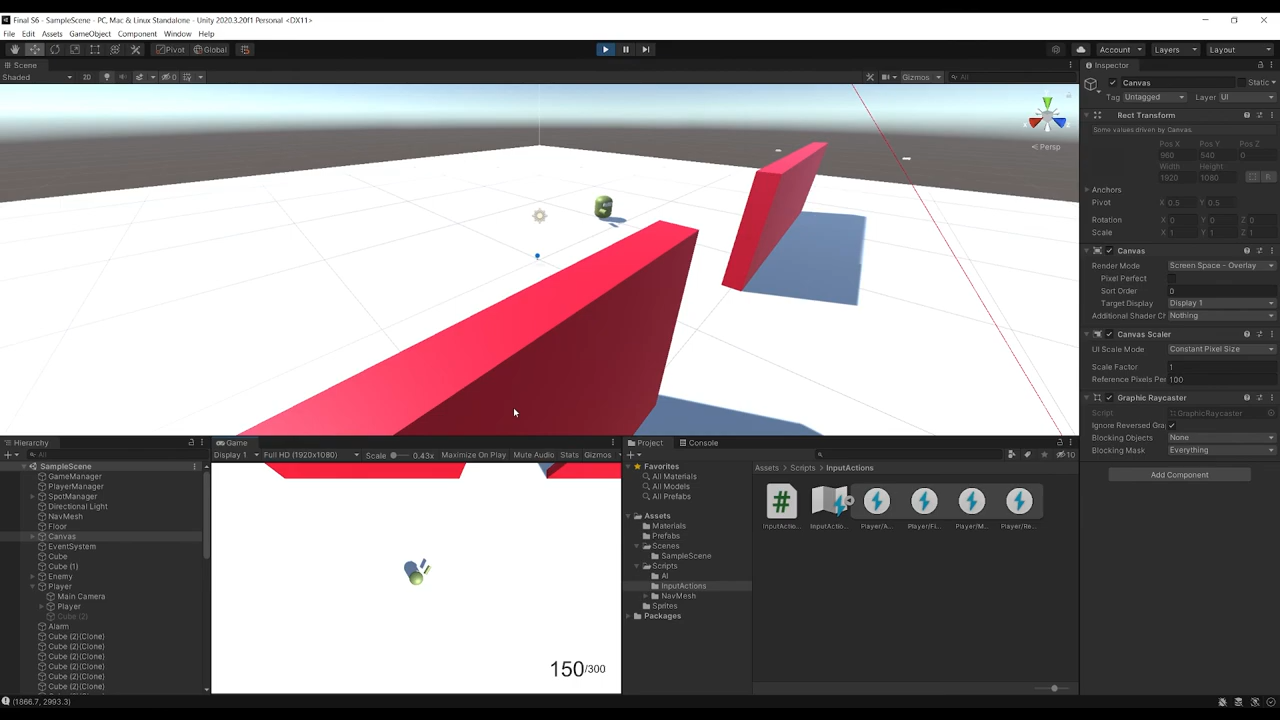 Final S6 - SampleScene - PC, Mac & Linux Standalone - Unity 2020.3.20f1 Personal <DX11>
File Edit Assets GameObject Component Window Help
Pivot Global Account Layers Layout
Scene
Shaded 2D 0 Gizmos All
Persp
Inspector
Canvas Static
Tag Untagged Layer UI
Rect Transform
Some values driven by Canvas.
Pos X Pos Y Pos Z
960 540 0
Width Height
1920 1080 R
Anchors
Pivot X 0.5 Y 0.5
Rotation X 0 Y 0 Z 0
Scale X 1 Y 1 Z 1
Canvas
Render Mode Screen Space - Overlay
Pixel Perfect
Sort Order 0
Target Display Display 1
Additional Shader Ch Nothing
Canvas Scaler
UI Scale Mode Constant Pixel Size
Scale Factor 1
Reference Pixels Per 100
Graphic Raycaster
Script GraphicRaycaster
Ignore Reversed Gra
Blocking Objects None
Blocking Mask Everything
Add Component
Hierarchy
All
SampleScene
GameManager
PlayerManager
SpotManager
Directional Light
NavMesh
Floor
Canvas
EventSystem
Cube
Cube (1)
Enemy
Player
Main Camera
Player
Cube (2)
Alarm
Cube (2)(Clone)
Cube (2)(Clone)
Cube (2)(Clone)
Cube (2)(Clone)
Cube (2)(Clone)
Cube (2)(Clone)
Game
Display 1 Full HD (1920x1080) Scale 0.43x Maximize On Play Mute Audio Stats Gizmos
150/300
Project Console
10
Favorites
All Materials
All Models
All Prefabs
Assets
Materials
Prefabs
Scenes
SampleScene
Scripts
AI
InputActions
NavMesh
Sprites
Packages
Assets > Scripts > InputActions
InputActio... InputActio... Player/A... Player/Fi... Player/M... Player/Re...
(1866.7, 2993.3)